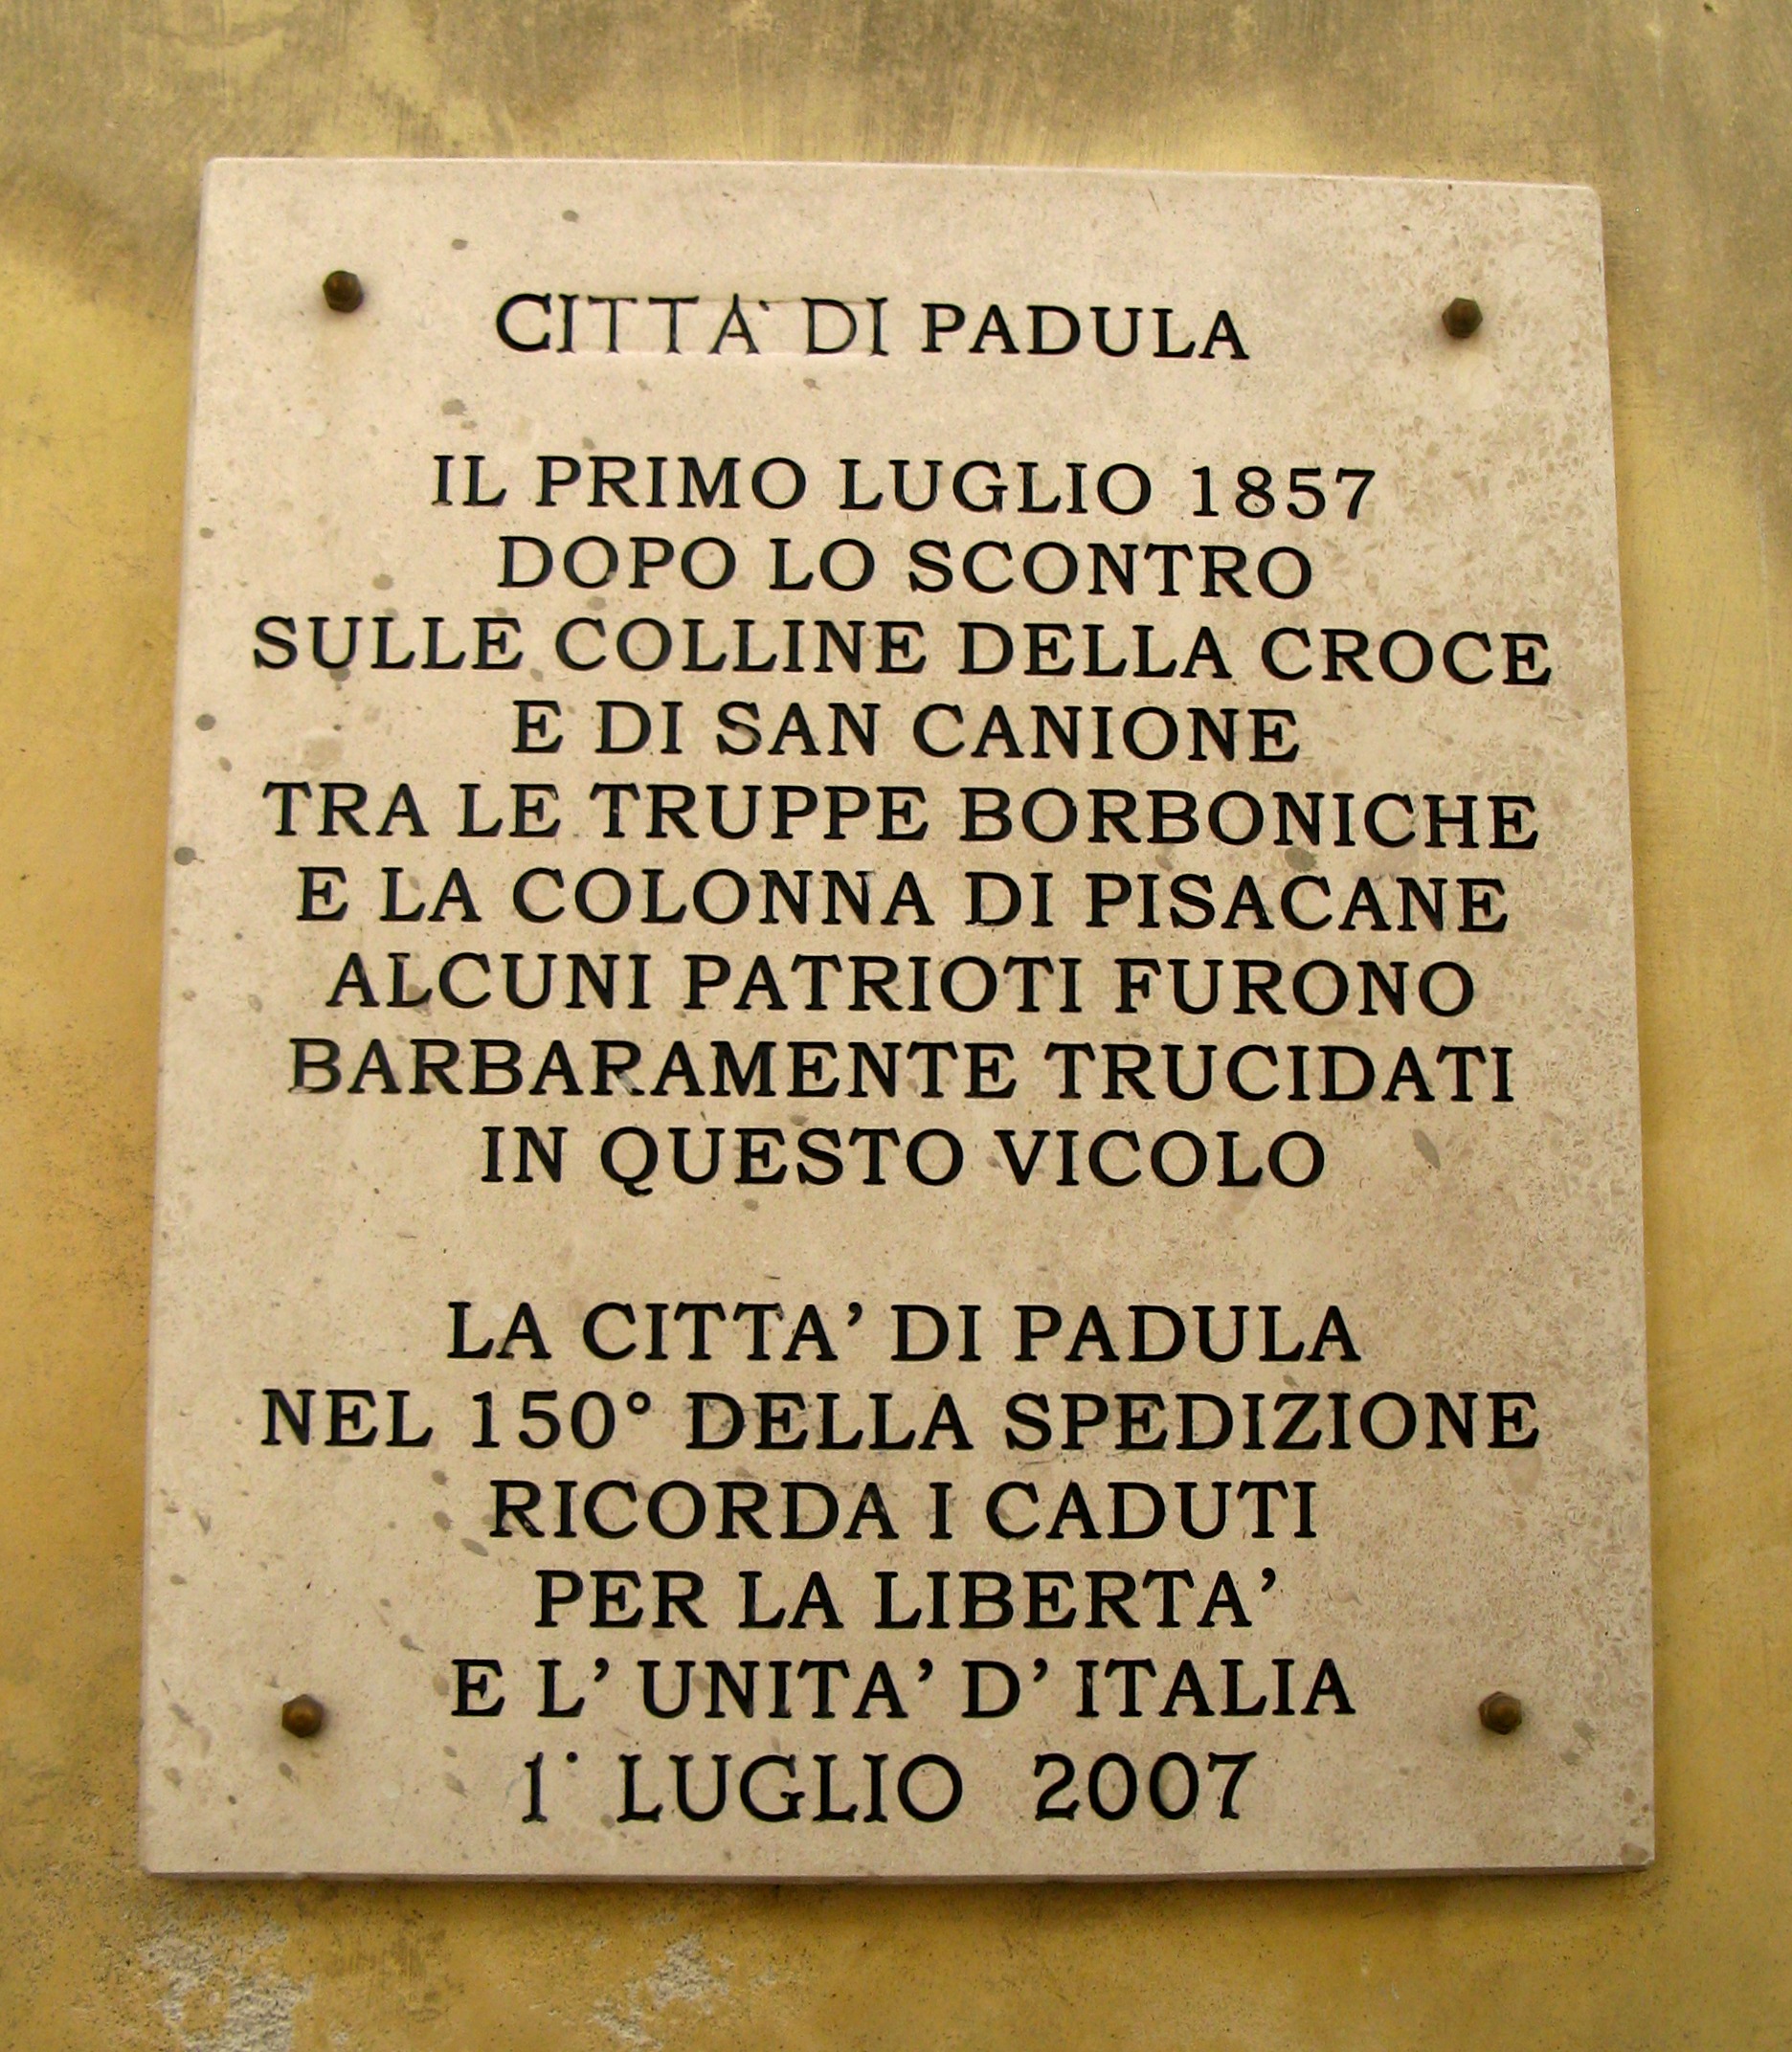 CITTA` DI PADULA
IL PRIMO LUGLIO 1857
DOPO LO SCONTRO
SULLE COLLINE DELLA CROCE
E DI SAN CANIONE
TRA LE TRUPPE BORBONICHE
E LA COLONNA DI PISACANE
ALCUNI PATRIOTI FURONO
BARBARAMENTE TRUCIDATI
IN QUESTO VICOLO
LA CITTA’ DI PADULA
NEL 150° DELLA SPEDIZIONE
RICORDA I CADUTI
PER LA LIBERTA’
E L’ UNITA’ D’ ITALIA
1° LUGLIO 2007